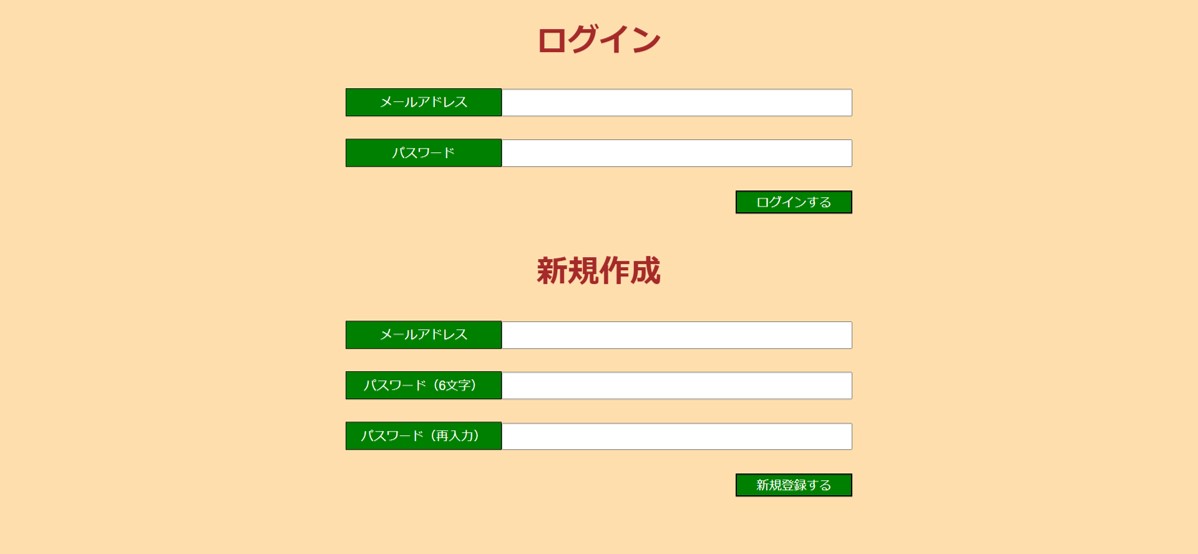 ログイン
メールアドレス
パスワード
ログインする
新規作成
メールアドレス
パスワード（6文字）
パスワード（再入力）
新規登録する